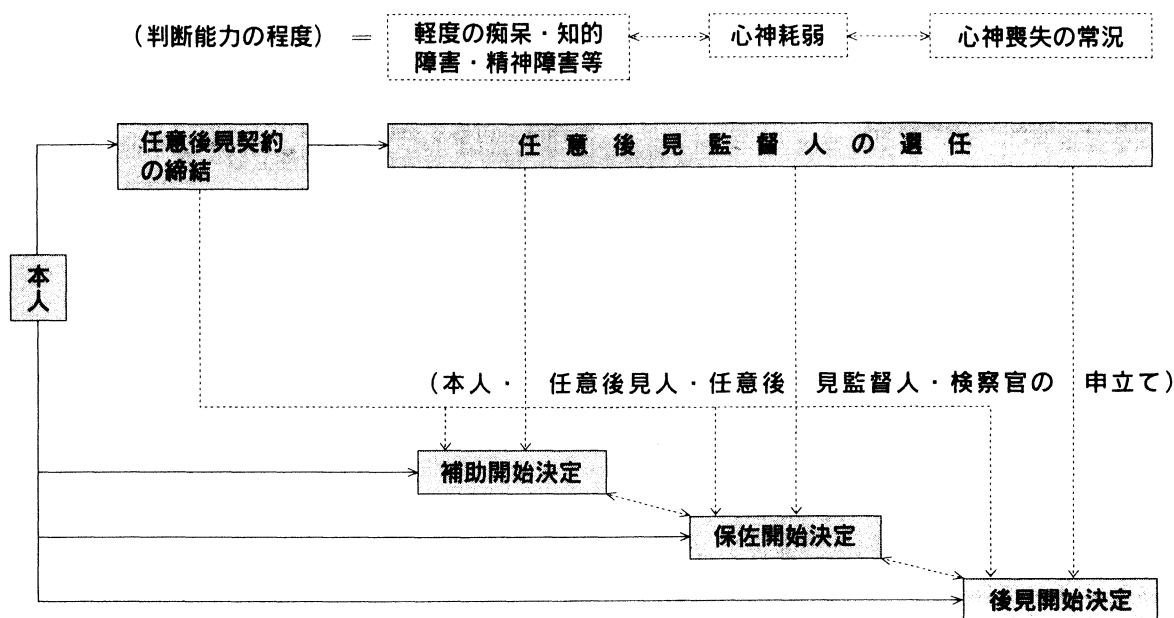 (判断能力の程度) =
軽度の痴呆・知的
障害・精神障害等
心神耗弱
心神喪失の常況
任意後見契約
の締結
任意後見監督人の選任
本人
(本人・ 任意後見人・任意後 見監督人・検察官の 申立て)
補助開始決定
保佐開始決定
後見開始決定